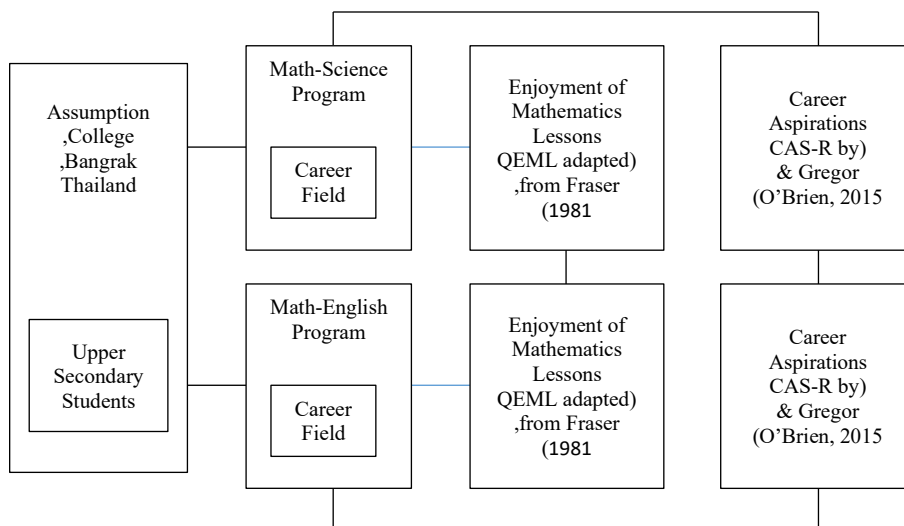 Assumption
,College
,Bangrak
Thailand
Upper
Secondary
Students
Math-Science
Program
Career
Field
Enjoyment of
Mathematics
Lessons
QEML adapted)
,from Fraser
(1981
Career
Aspirations
CAS-R by)
& Gregor
(O’Brien, 2015
Math-English
Program
Career
Field
Enjoyment of
Mathematics
Lessons
QEML adapted)
,from Fraser
(1981
Career
Aspirations
CAS-R by)
& Gregor
(O’Brien, 2015